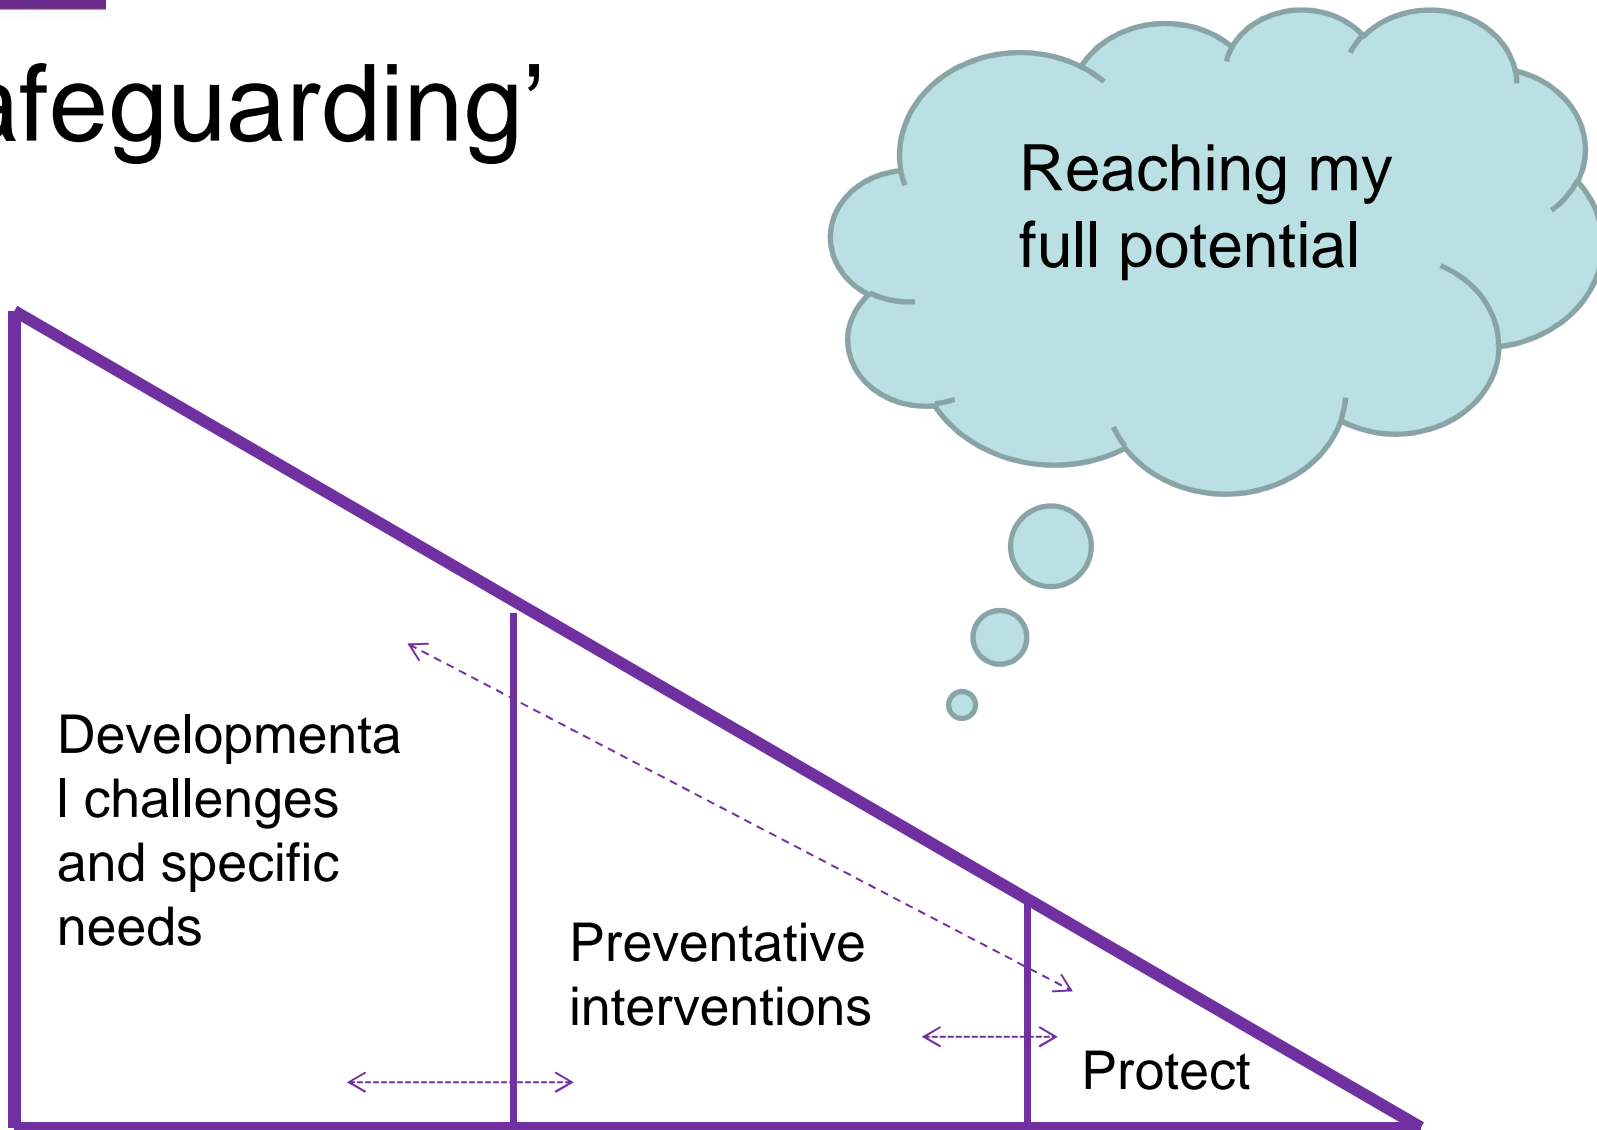 afeguarding’
Reaching my
full potential
Developmenta
l challenges
and specific
needs
Preventative
interventions
Protect